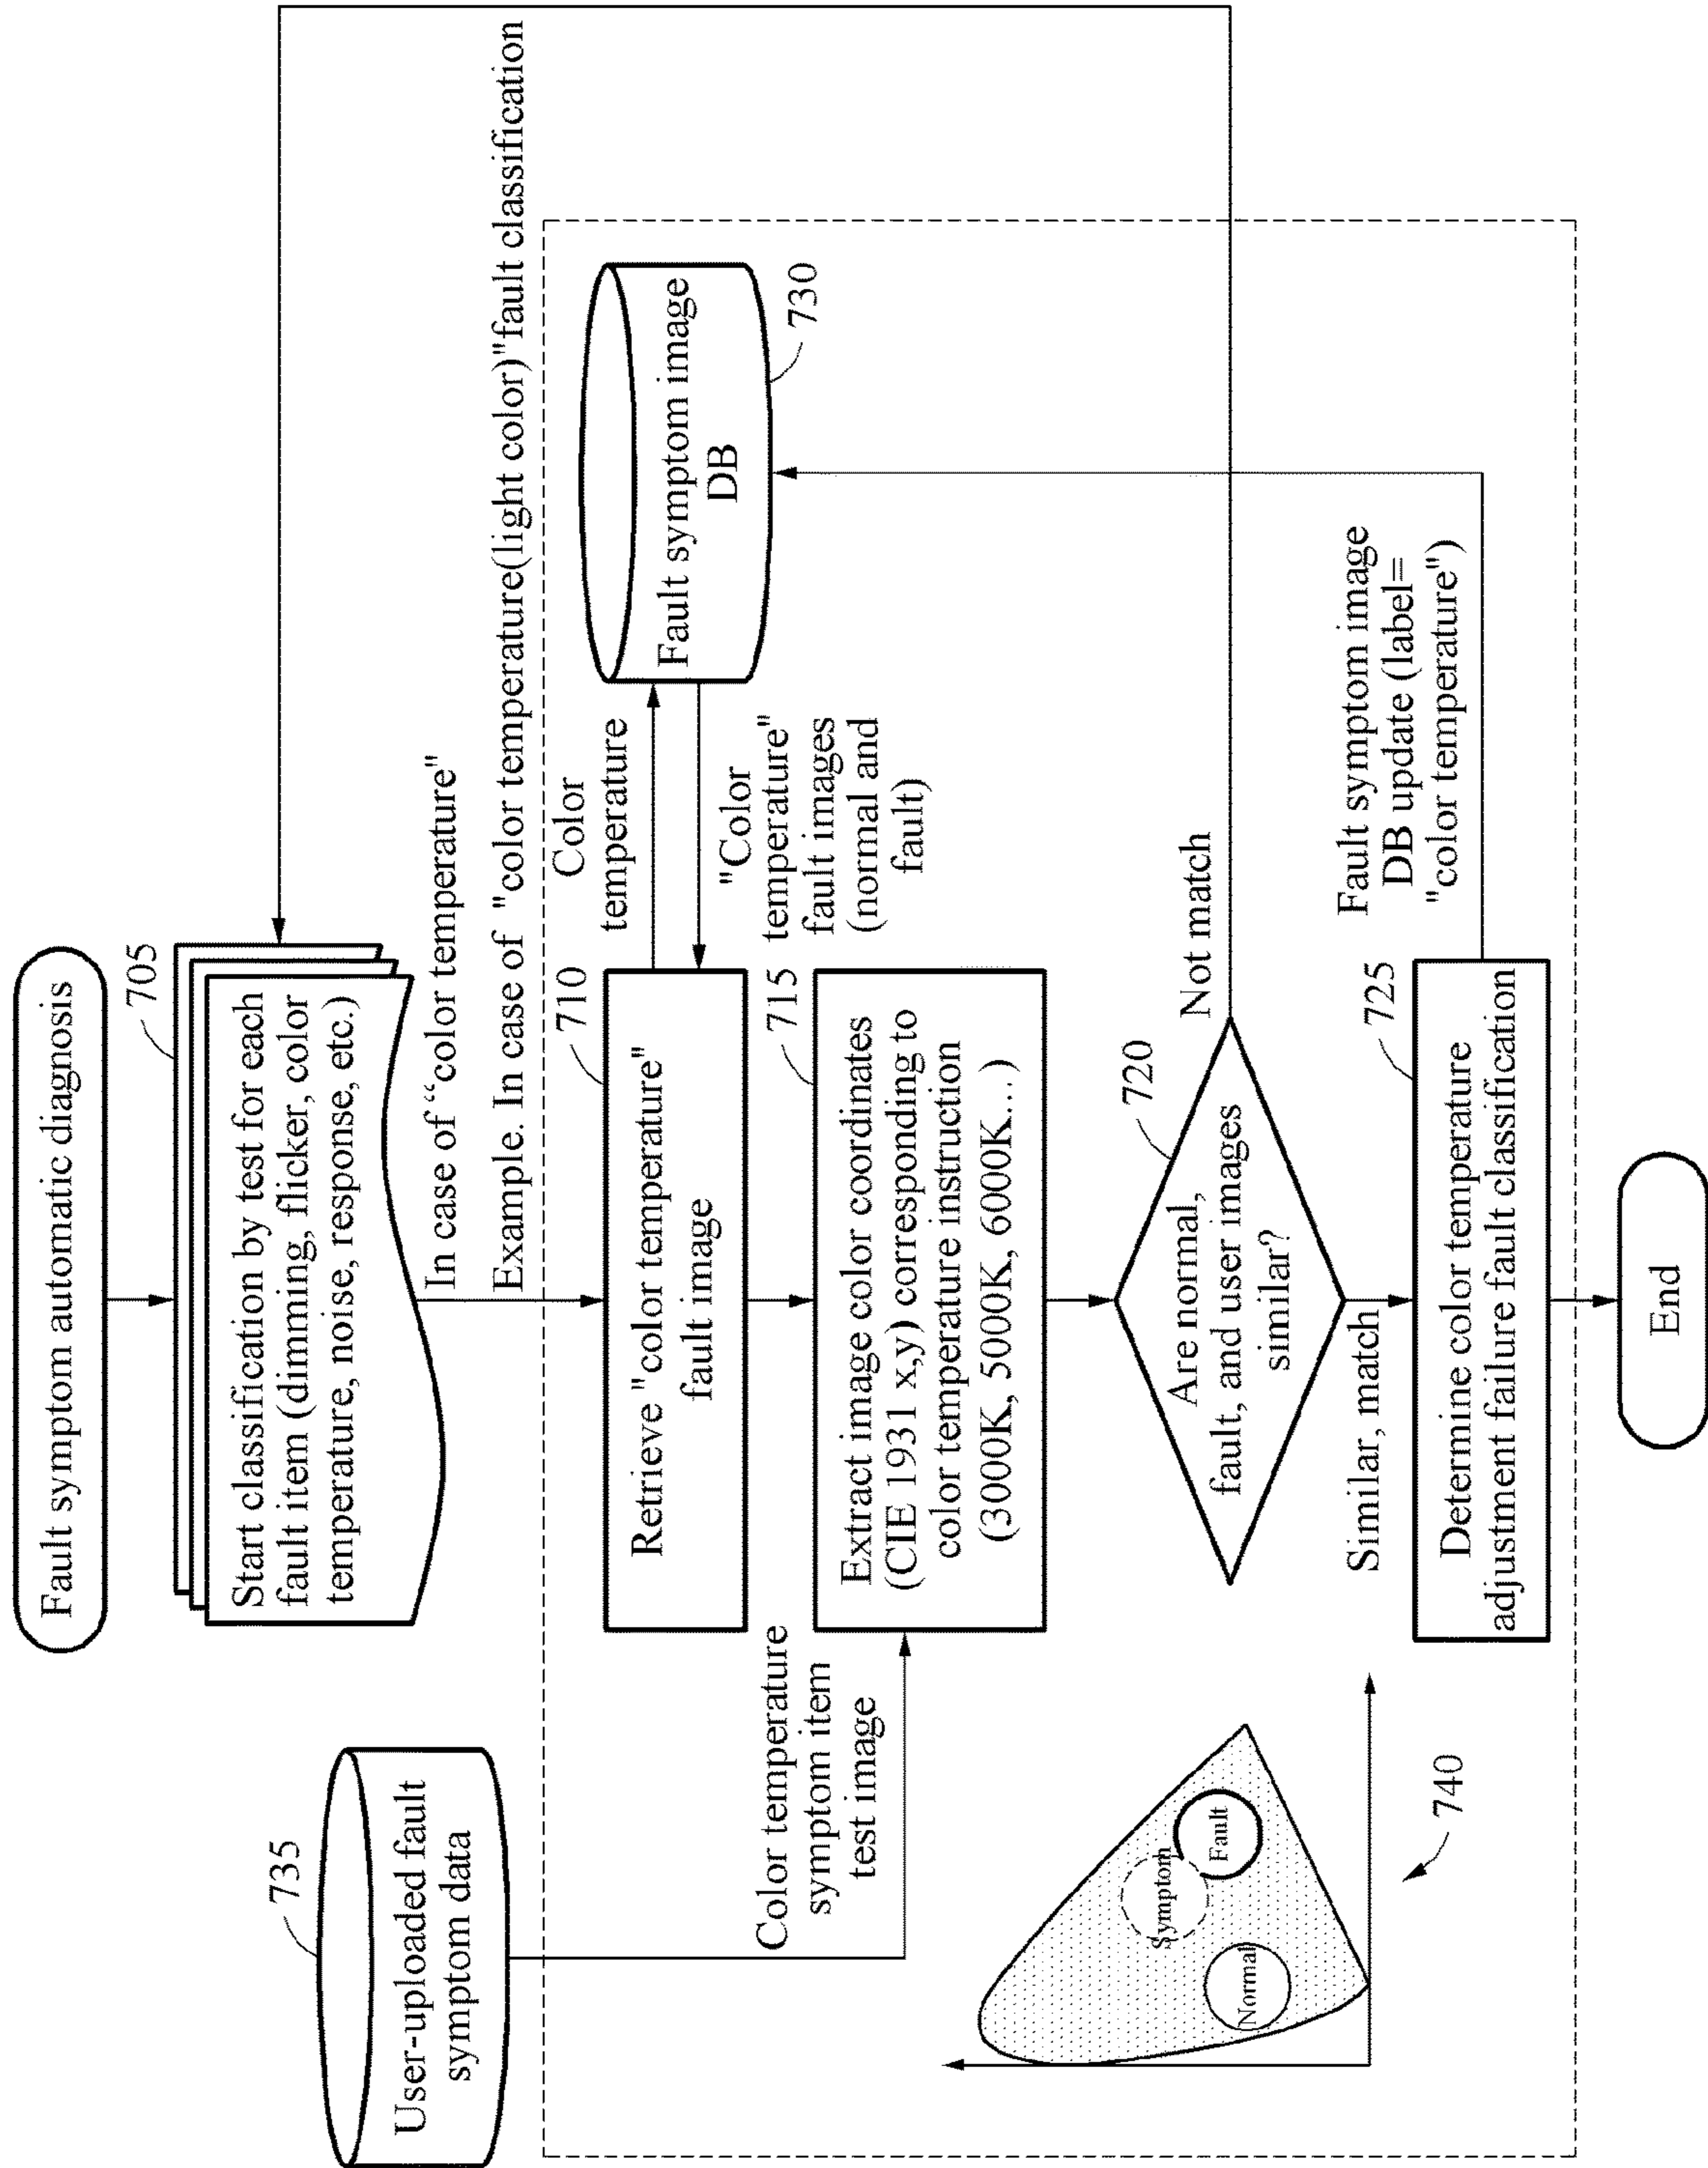 Fault symptom automatic diagnosis
705
Start classification by test for each
fault item (dimming, flicker, color
temperature, noise, response, etc.)
735
User-uploaded fault
symptom data
In case of “color temperature"
Example. In case of "color temperature(light color)"fault classification
710
Retrieve "color temperature"
fault image
Color
temperature
"Color
temperature"
fault images
(normal and
fault)
Fault symptom image
DB
730
Color temperature
symptom item
test image
715
Extract image color coordinates
(CIE 1931 x,y) corresponding to
color temperature instruction
(3000K, 5000K, 6000K...)
720
Are normal,
fault, and user images
similar?
Not match
Similar, match
Normal
Symptom
Fault
740
725
Determine color temperature
adjustment failure fault classification
Fault symptom image
DB update (label=
"color temperature")
End